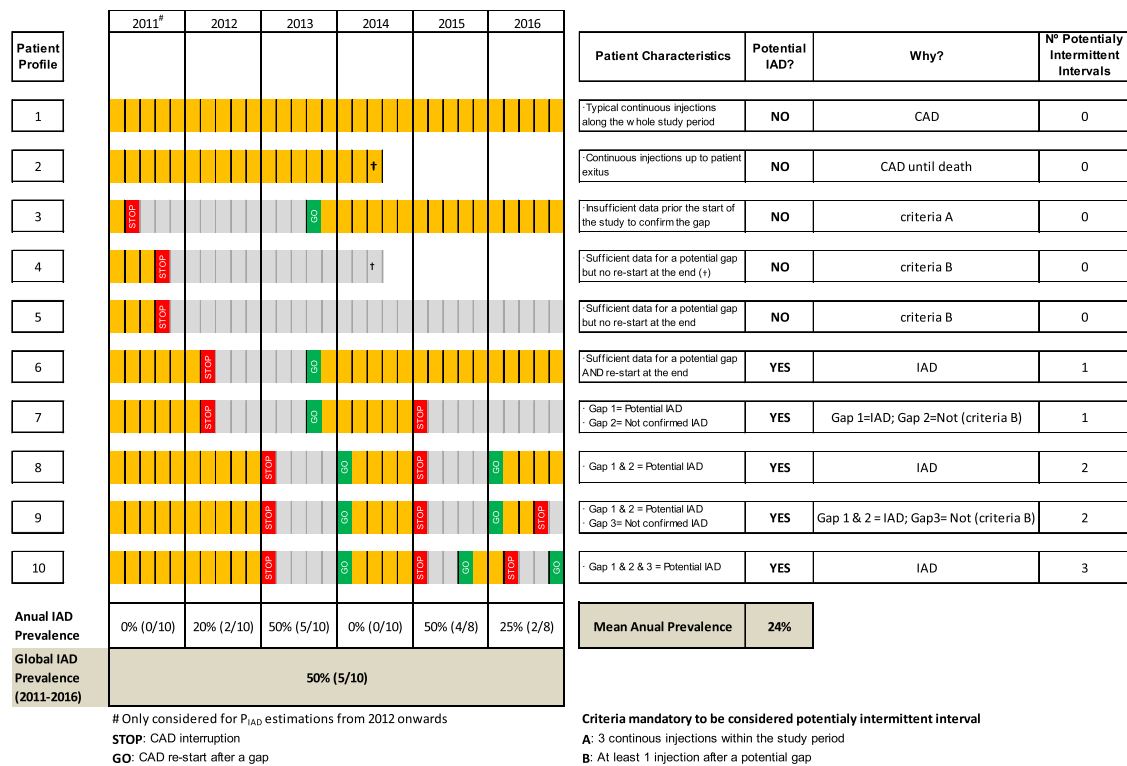 2011# 2012 2013 2014 2015 2016
Patient Profile
Patient Characteristics
Potential IAD?
Why?
Nº Potentialy Intermittent Intervals
1
·Typical continuous injections along the whole study period
NO
CAD
0
2
†
·Continuous injections up to patient exitus
NO
CAD until death
0
3
STOP GO
·Insufficient data prior the start of the study to confirm the gap
NO
criteria A
0
4
STOP †
·Sufficient data for a potential gap but no re-start at the end (†)
NO
criteria B
0
5
STOP
·Sufficient data for a potential gap but no re-start at the end
NO
criteria B
0
6
STOP GO
·Sufficient data for a potential gap AND re-start at the end
YES
IAD
1
7
STOP GO STOP
· Gap 1= Potential IAD
· Gap 2= Not confirmed IAD
YES
Gap 1=IAD; Gap 2=Not (criteria B)
1
8
STOP GO STOP GO
· Gap 1 & 2 = Potential IAD
YES
IAD
2
9
STOP GO STOP GO STOP
· Gap 1 & 2 = Potential IAD
· Gap 3= Not confirmed IAD
YES
Gap 1 & 2 = IAD; Gap3= Not (criteria B)
2
10
STOP GO STOP GO STOP GO
· Gap 1 & 2 & 3 = Potential IAD
YES
IAD
3
Anual IAD Prevalence
0% (0/10) 20% (2/10) 50% (5/10) 0% (0/10) 50% (4/8) 25% (2/8)
Mean Anual Prevalence 24%
Global IAD Prevalence (2011-2016)
50% (5/10)
# Only considered for PIAD estimations from 2012 onwards
STOP: CAD interruption
GO: CAD re-start after a gap
Criteria mandatory to be considered potentialy intermittent interval
A: 3 continous injections within the study period
B: At least 1 injection after a potential gap